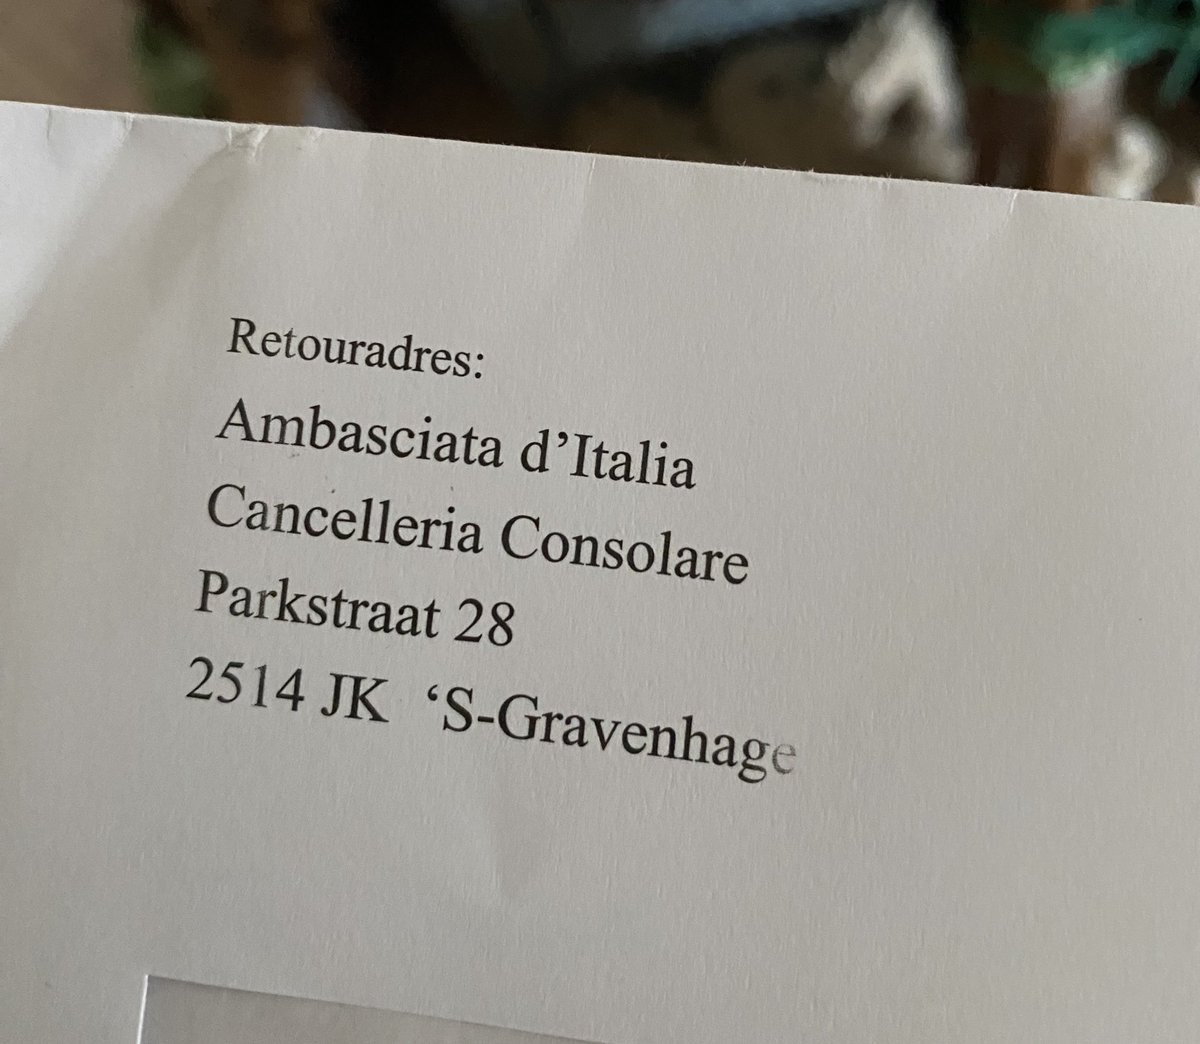 Retouradres:
Ambasciata d’Italia
Cancelleria Consolare
Parkstraat 28
2514 JK ‘S-Gravenhage